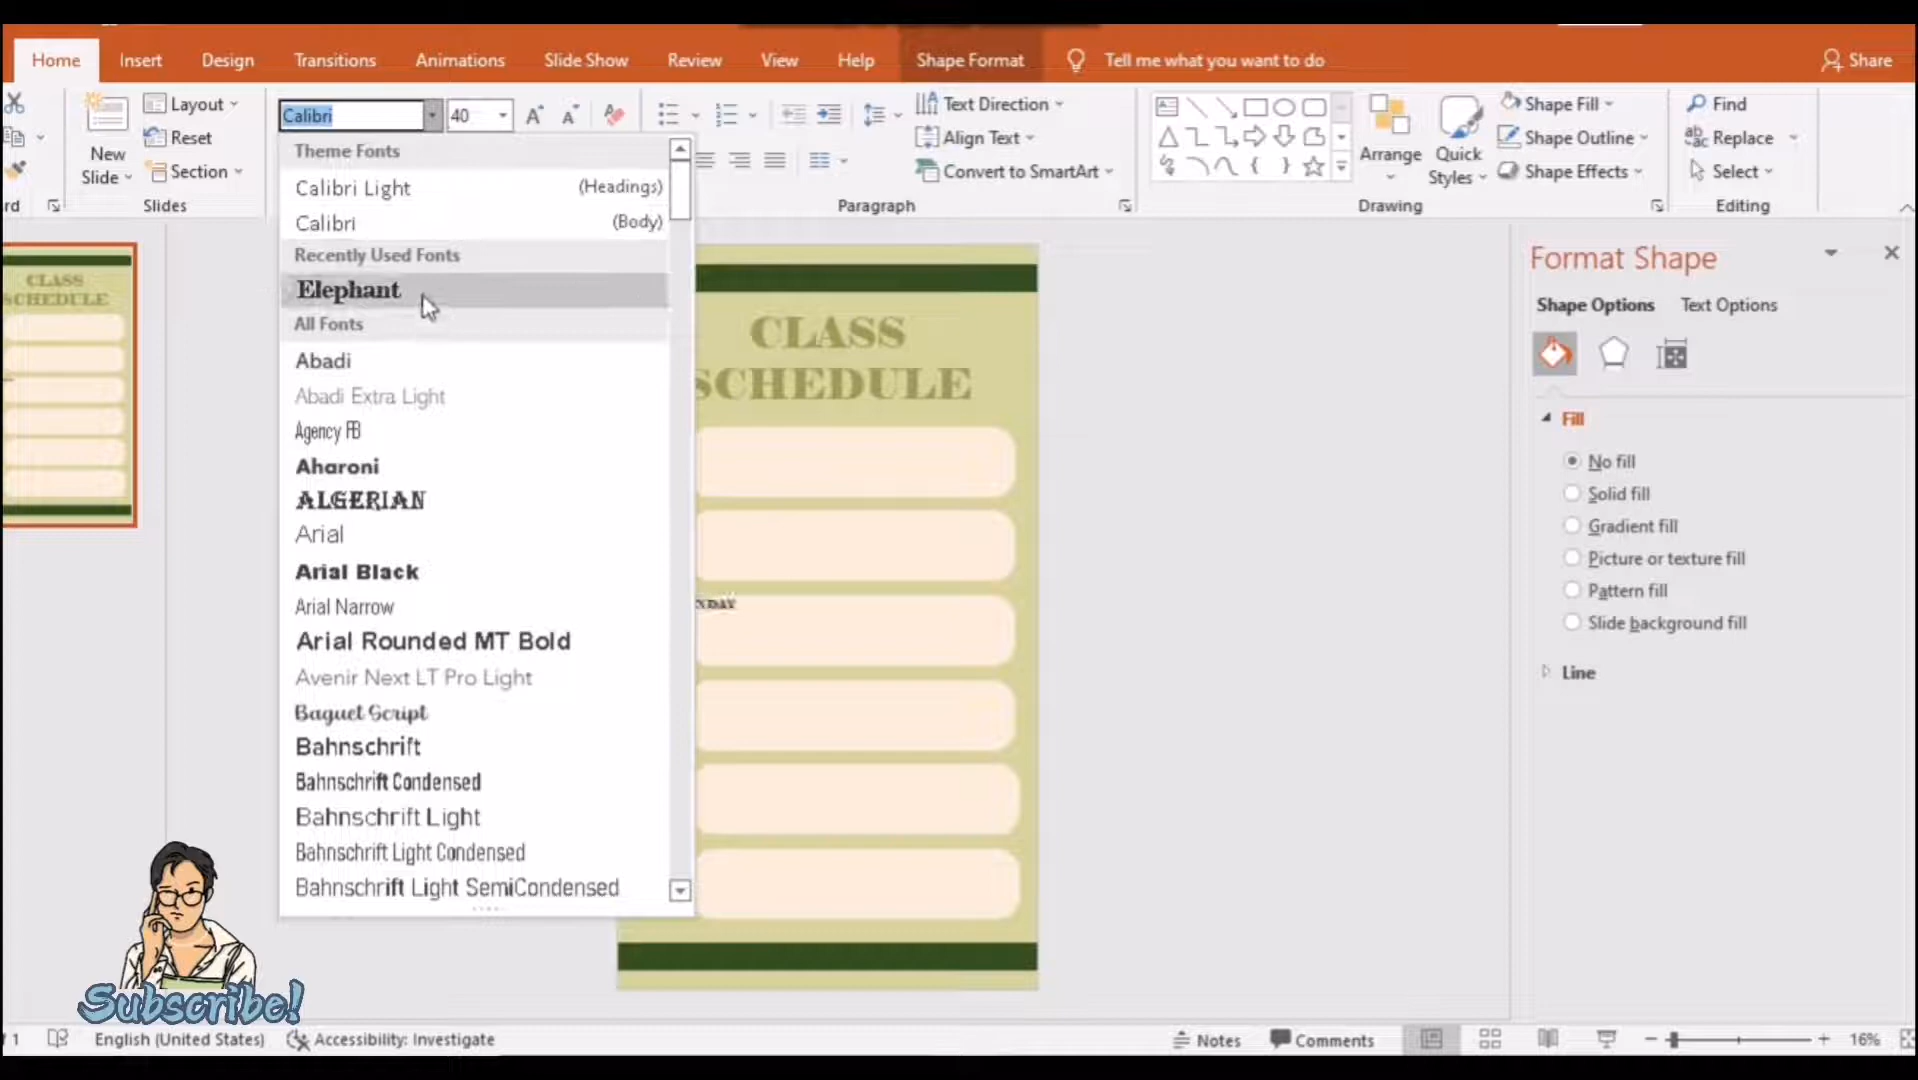 Home Insert Design Transitions Animations Slide Show Review View Help Shape Format Tell me what you want to do Share
Layout
Reset
Section
New
Slide
Slides
Calibri
40
Text Direction
Align Text
Convert to SmartArt
Paragraph
Arrange
Quick
Styles
Shape Fill
Shape Outline
Shape Effects
Drawing
Find
Replace
Select
Editing
Theme Fonts
Calibri Light (Headings)
Calibri (Body)
Recently Used Fonts
Elephant
All Fonts
Abadi
Abadi Extra Light
Agency FB
Aharoni
ALGERIAN
Arial
Arial Black
Arial Narrow
Arial Rounded MT Bold
Avenir Next LT Pro Light
Baguet Script
Bahnschrift
Bahnschrift Condensed
Bahnschrift Light
Bahnschrift Light Condensed
Bahnschrift Light SemiCondensed
CLASS
SCHEDULE
CLASS
SCHEDULE
NDAY
Format Shape
Shape Options Text Options
Fill
No fill
Solid fill
Gradient fill
Picture or texture fill
Pattern fill
Slide background fill
Line
Subscribe!
1 English (United States) Accessibility: Investigate Notes Comments 16%